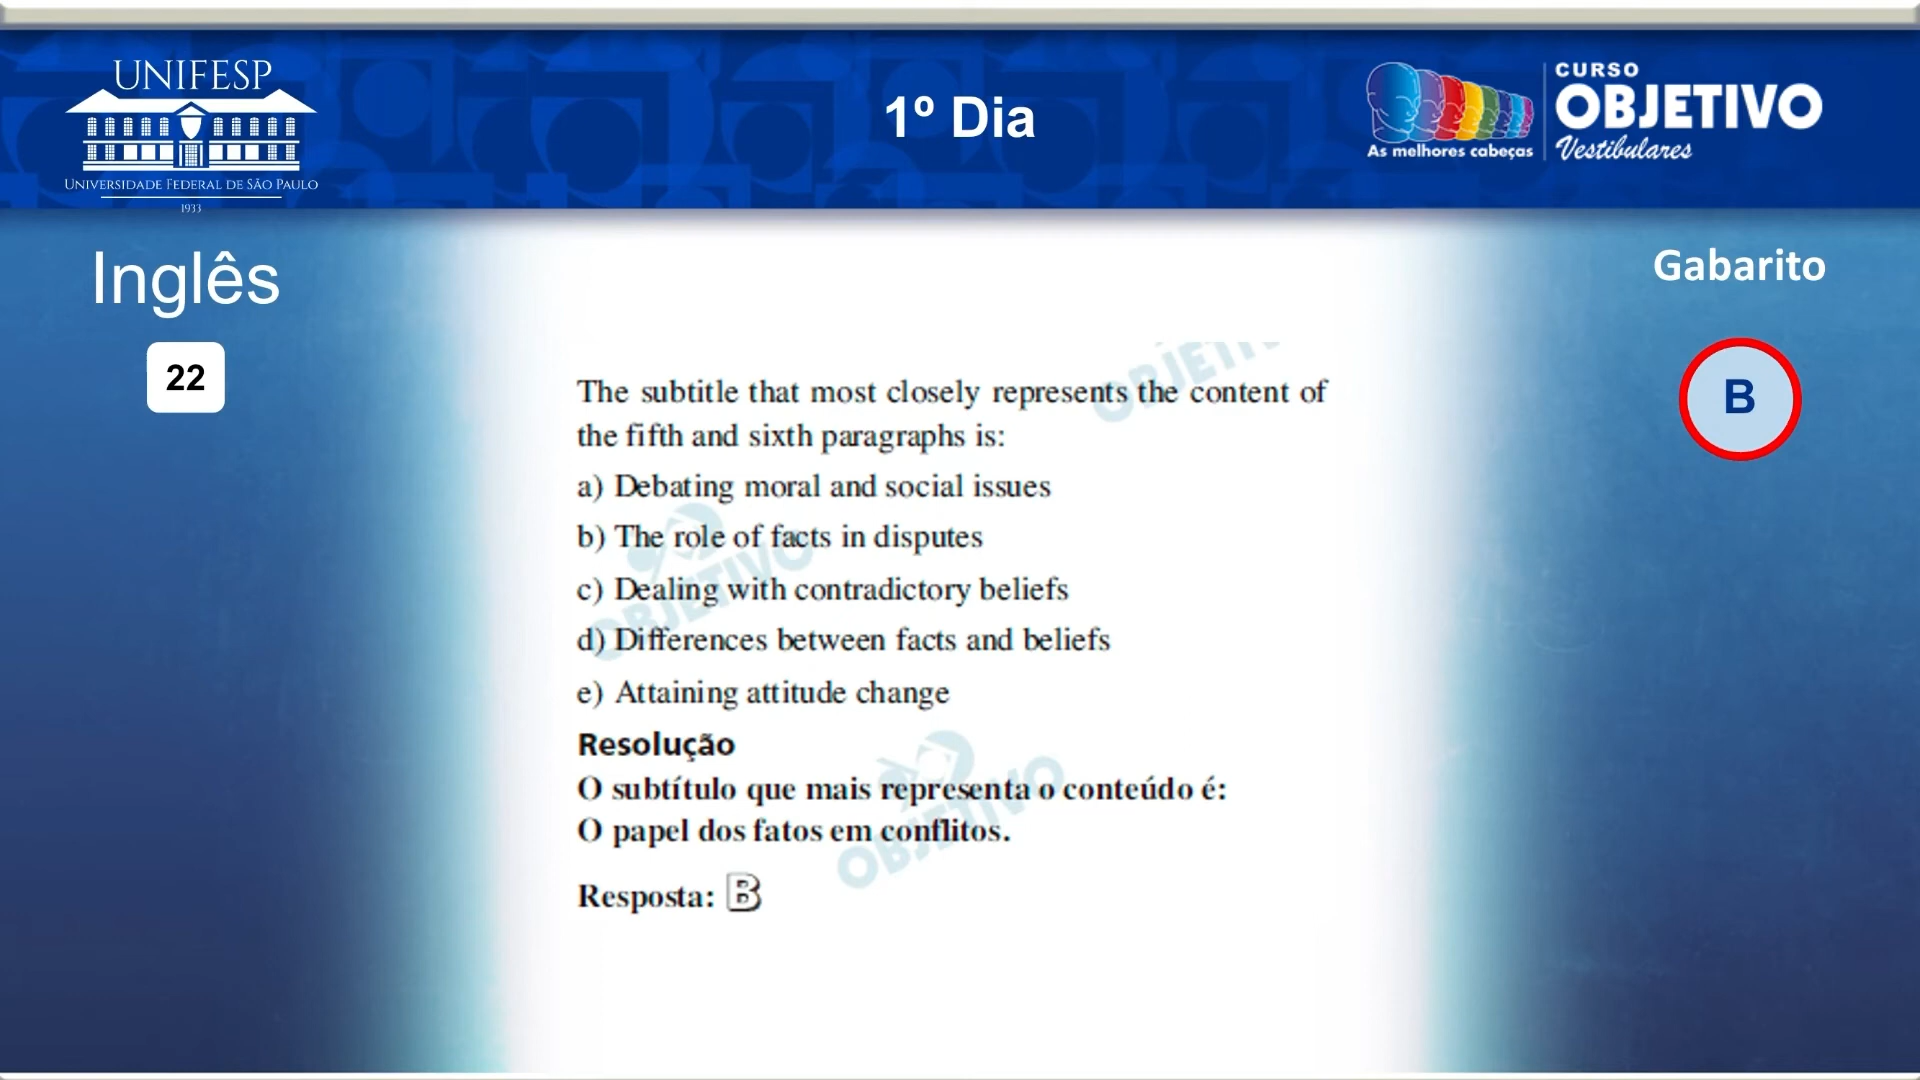 UNIFESP
UNIVERSIDADE FEDERAL DE SÃO PAULO
1933
1º Dia
As melhores cabeças
CURSO
OBJETIVO
Vestibulares
Inglês
22
Gabarito
B
The subtitle that most closely represents the content of
the fifth and sixth paragraphs is:
a) Debating moral and social issues
b) The role of facts in disputes
c) Dealing with contradictory beliefs
d) Differences between facts and beliefs
e) Attaining attitude change
Resolução
O subtítulo que mais representa o conteúdo é:
O papel dos fatos em conflitos.
Resposta: B
OBJETIVO
OBJETIVO
OBJETIV